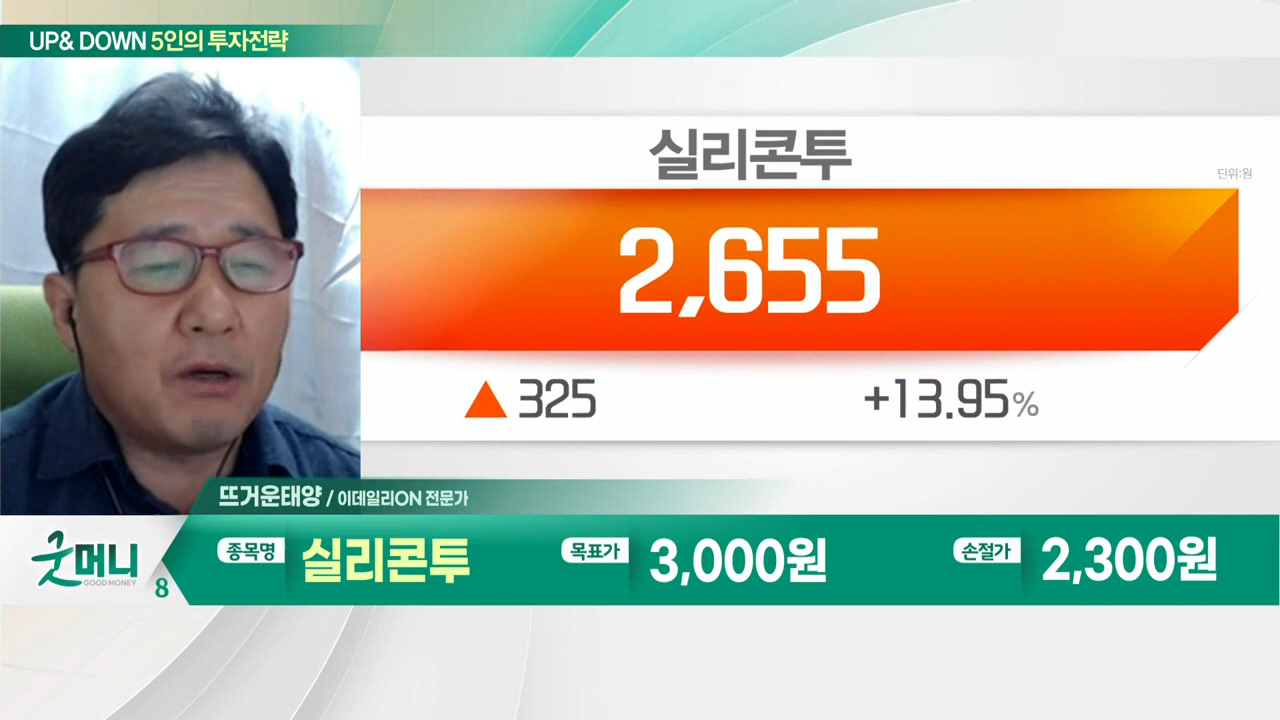 UP& DOWN 5인의 투자전략
실리콘투
단위:원
2,655
▲ 325 +13.95%
뜨거운태양 / 이데일리ON 전문가
굿머니
GOOD MONEY
8
종목명 실리콘투 목표가 3,000원 손절가 2,300원